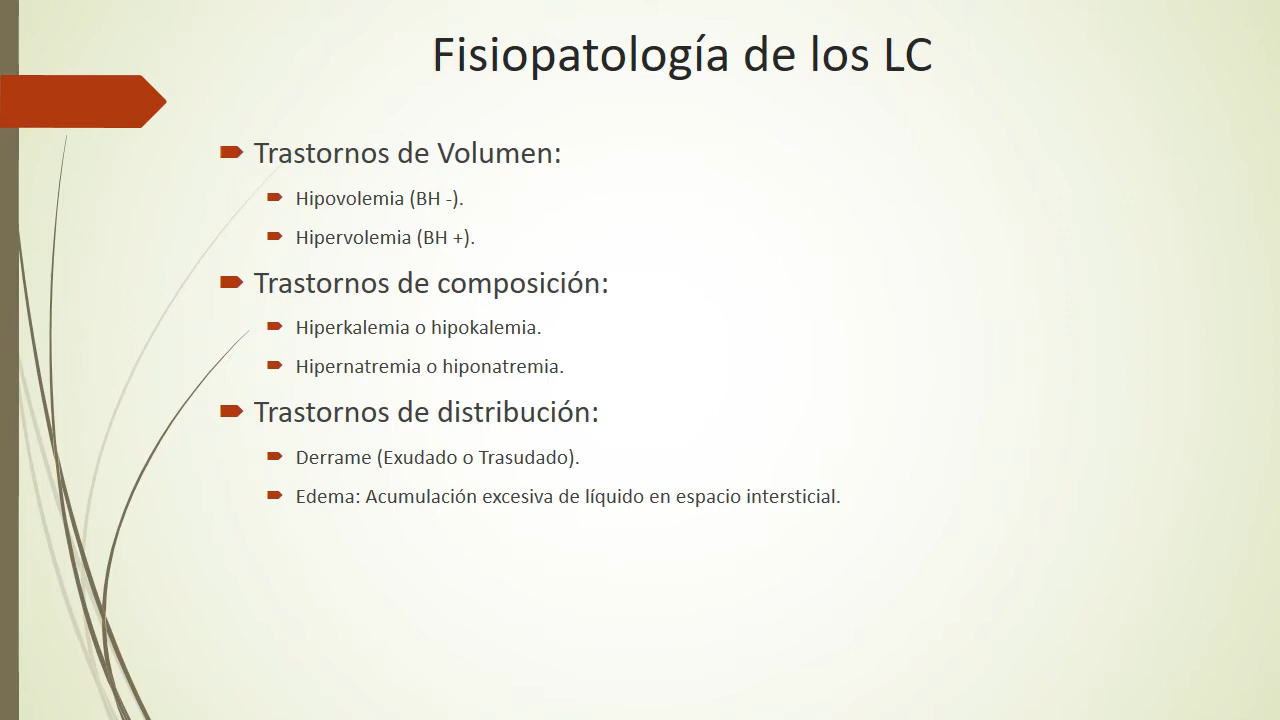 Fisiopatología de los LC
Trastornos de Volumen:
Hipovolemia (BH -).
Hipervolemia (BH +).
Trastornos de composición:
Hiperkalemia o hipokalemia.
Hipernatremia o hiponatremia.
Trastornos de distribución:
Derrame (Exudado o Trasudado).
Edema: Acumulación excesiva de líquido en espacio intersticial.